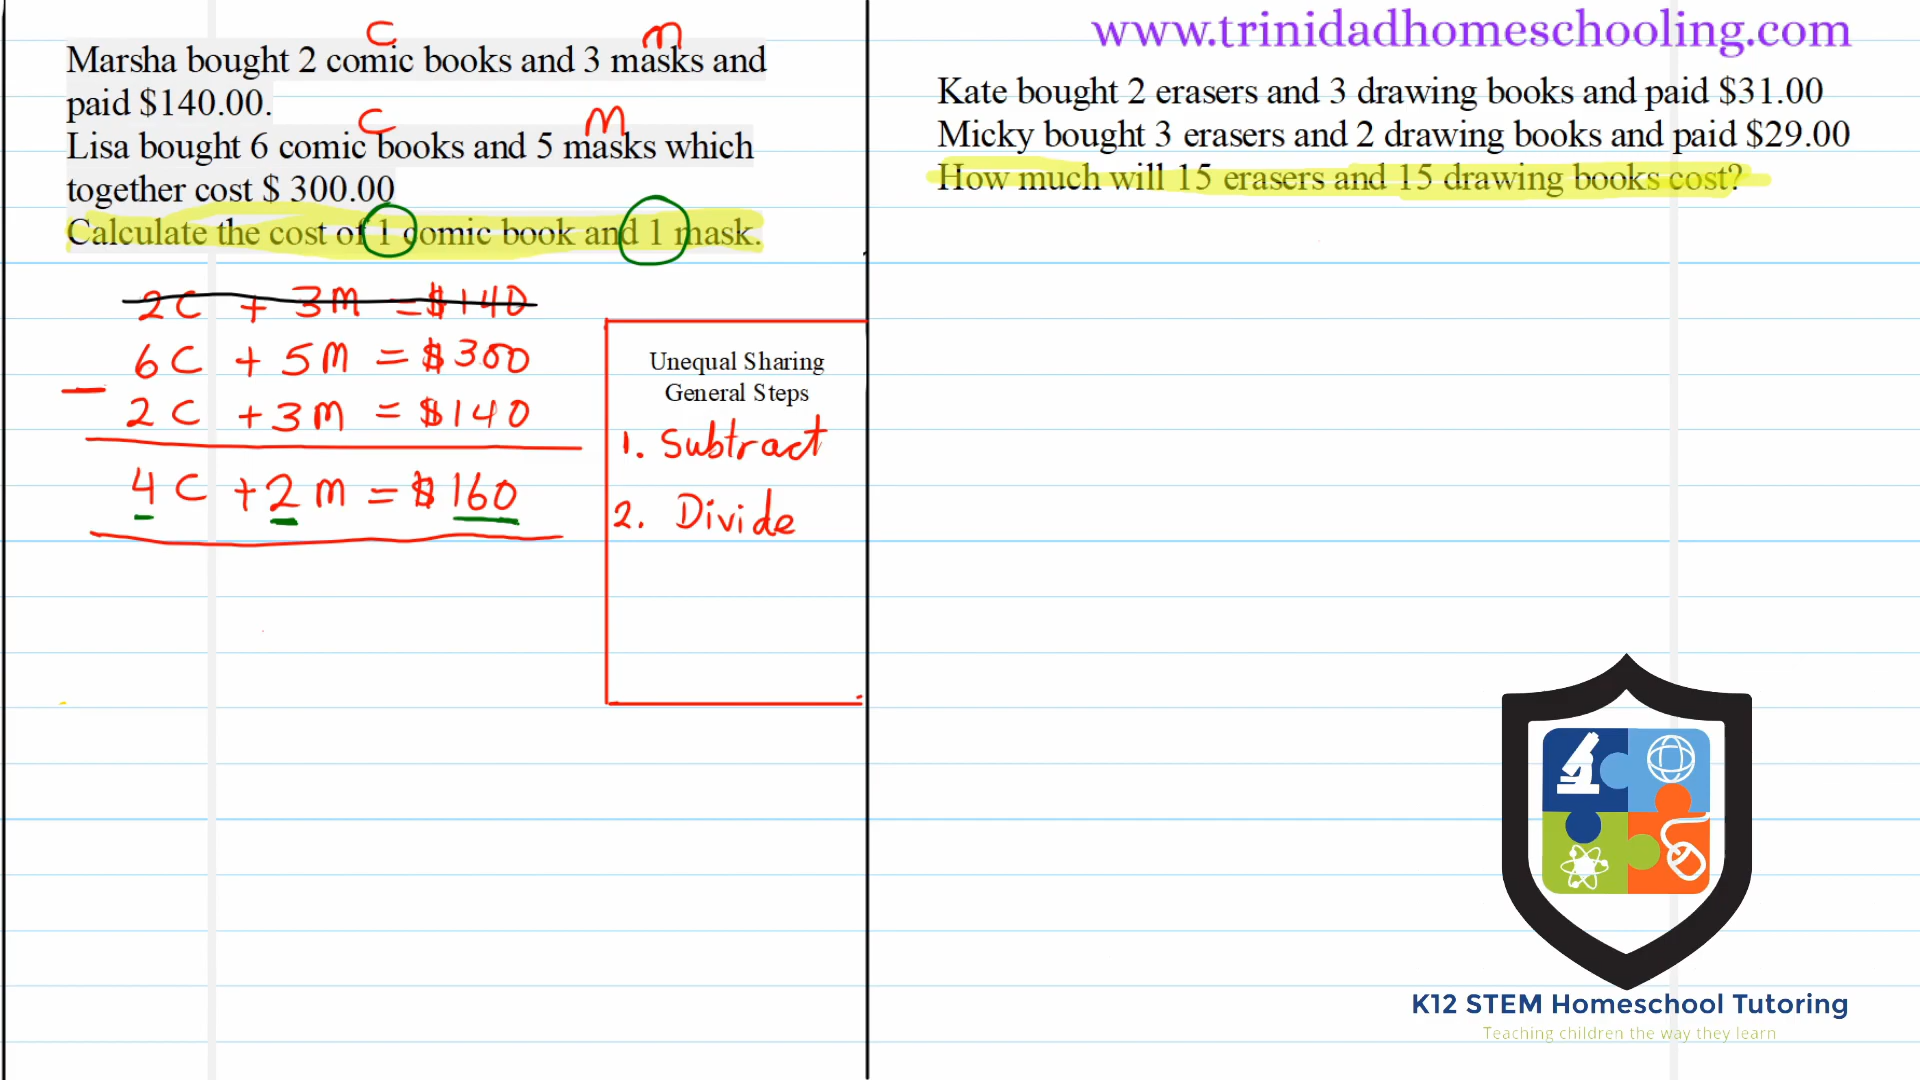 C m
Marsha bought 2 comic books and 3 masks and
paid $140.00.
C M
Lisa bought 6 comic books and 5 masks which
together cost $ 300.00
Calculate the cost of 1 comic book and 1 mask.
2C + 3M = $140
6C + 5M = $300
- 2C + 3M = $140
4C + 2M = $160
Unequal Sharing
General Steps
1. Subtract
2. Divide
www.trinidadhomeschooling.com
Kate bought 2 erasers and 3 drawing books and paid $31.00
Micky bought 3 erasers and 2 drawing books and paid $29.00
How much will 15 erasers and 15 drawing books cost?
K12 STEM Homeschool Tutoring
Teaching children the way they learn